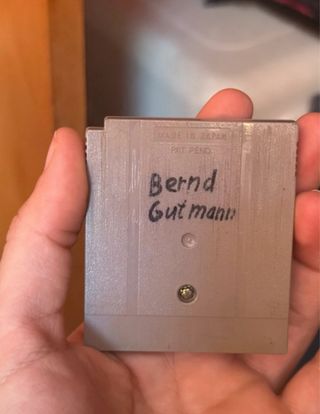 MADE IN JAPAN
PAT. PEND.
Bernd
Gutmann